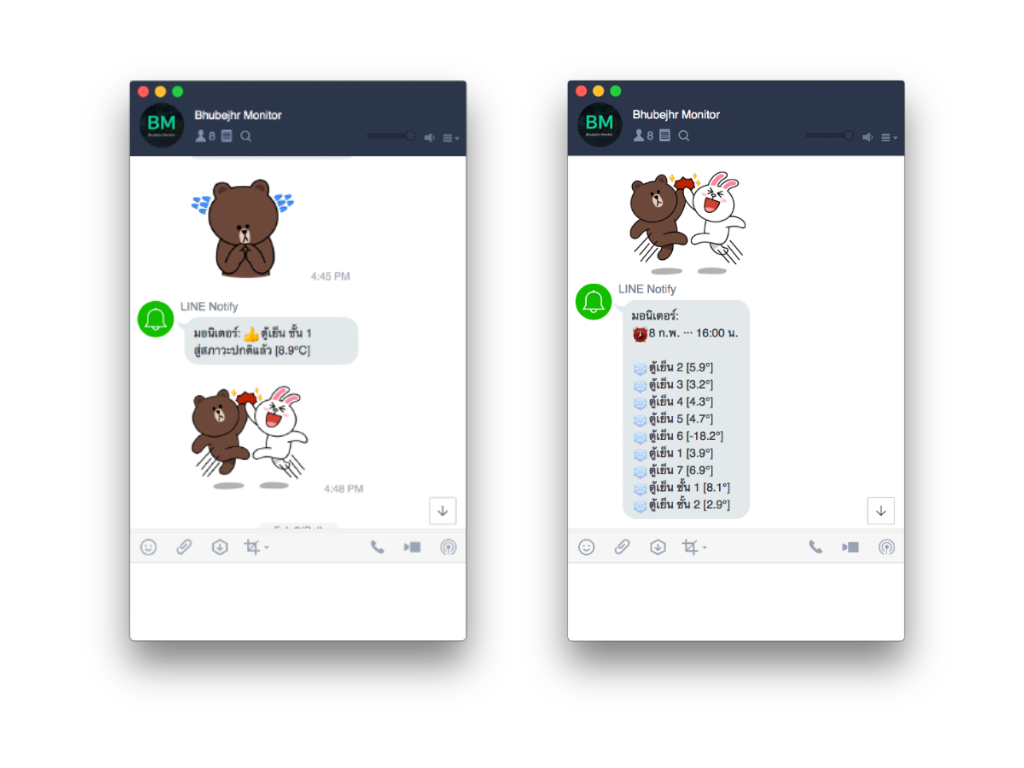 BM
Bhubejhr Monitor
8
4:45 PM
LINE Notify
มอนิเตอร์: 👍ตู้เย็น ชั้น 1
สู่สภาวะปกติแล้ว [8.9°C]
4:48 PM
BM
Bhubejhr Monitor
8
LINE Notify
มอนิเตอร์:
⏰8 ก.พ. ··· 16:00 น.
ตู้เย็น 2 [5.9°]
ตู้เย็น 3 [3.2°]
ตู้เย็น 4 [4.3°]
ตู้เย็น 5 [4.7°]
ตู้เย็น 6 [-18.2°]
ตู้เย็น 1 [3.9°]
ตู้เย็น 7 [6.9°]
ตู้เย็น ชั้น 1 [8.1°]
ตู้เย็น ชั้น 2 [2.9°]